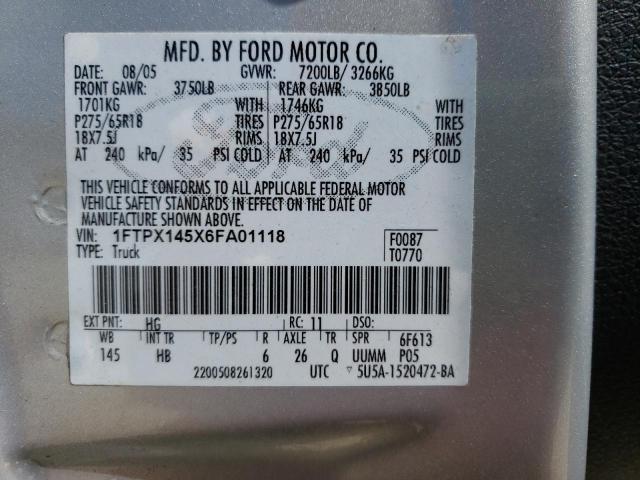 MFD. BY FORD MOTOR CO.
DATE: 08/05 GVWR: 7200LB/ 3266KG
FRONT GAWR: 3750LB REAR GAWR: 3850LB
1701KG WITH 1746KG WITH
P275/65R18 TIRES P275/65R18 TIRES
18X7.5J RIMS 18X7.5J RIMS
AT 240 kPa/ 35 PSI COLD AT 240 kPa/ 35 PSI COLD
Ford
THIS VEHICLE CONFORMS TO ALL APPLICABLE FEDERAL MOTOR
VEHICLE SAFETY STANDARDS IN EFFECT ON THE DATE OF
MANUFACTURE SHOWN ABOVE.
VIN: 1FTPX145X6FA01118 F0087
TYPE: Truck T0770
EXT PNT: HG RC: 11 DSO:
WB INT TR TP/PS R AXLE TR SPR 6F613
145 HB 6 26 Q UUMM P05
2200508261320 UTC 5U5A-1520472-BA